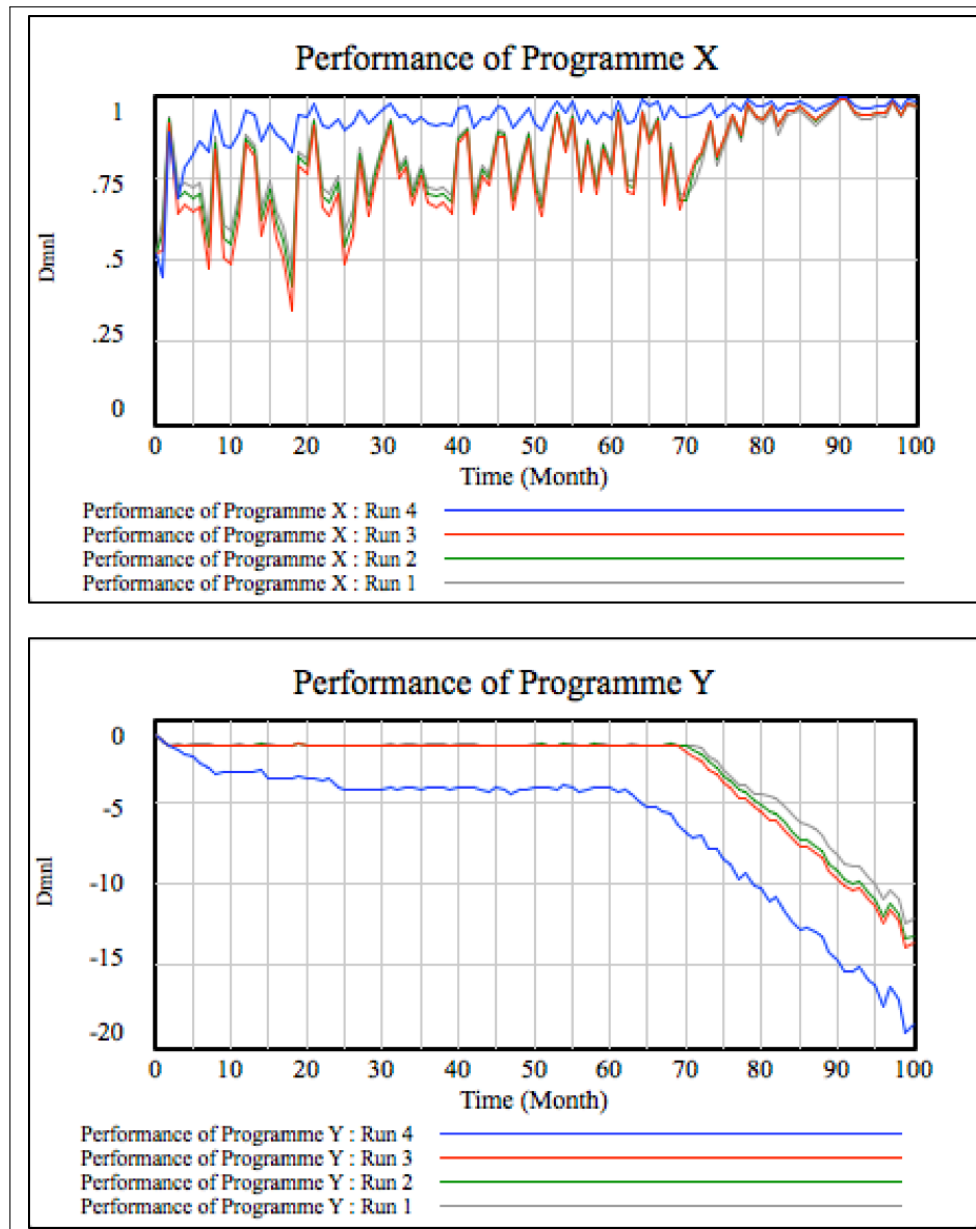 Performance of Programme X
1
.75
.5
.25
0
Dmnl
0 10 20 30 40 50 60 70 80 90 100
Time (Month)
Performance of Programme X : Run 4
Performance of Programme X : Run 3
Performance of Programme X : Run 2
Performance of Programme X : Run 1
Performance of Programme Y
0
-5
-10
-15
-20
Dmnl
0 10 20 30 40 50 60 70 80 90 100
Time (Month)
Performance of Programme Y : Run 4
Performance of Programme Y : Run 3
Performance of Programme Y : Run 2
Performance of Programme Y : Run 1